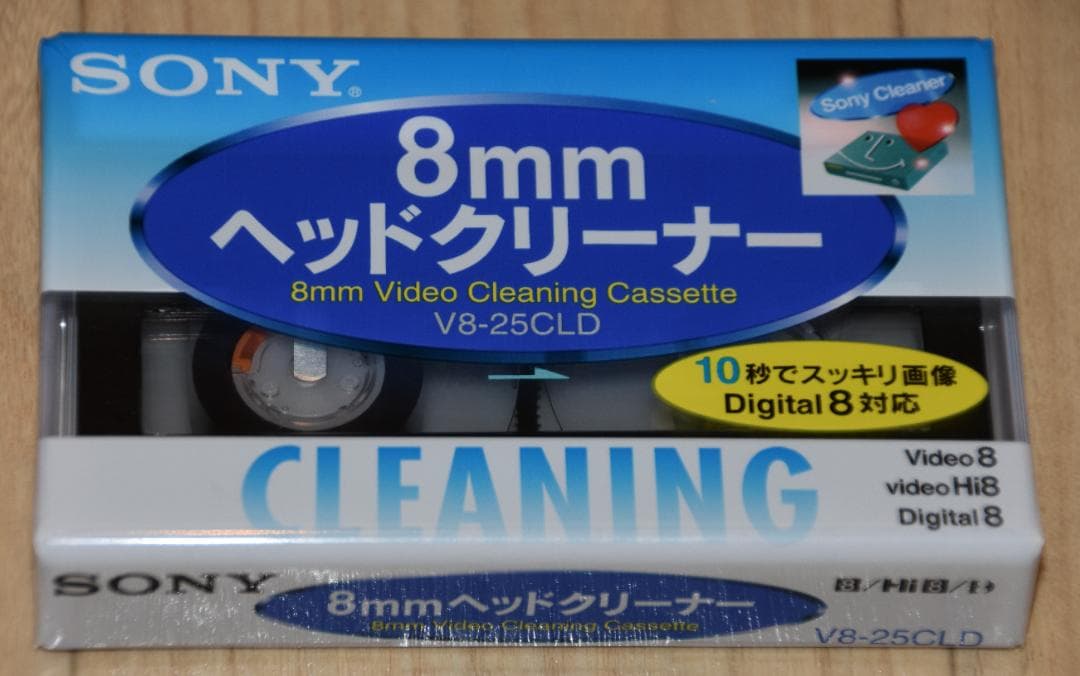 SONY®
Sony Cleaner
8mm
ヘッドクリーナー
8mm Video Cleaning Cassette
V8-25CLD
10秒でスッキリ画像
Digital 8 対応
CLEANING
Video 8
video Hi8
Digital 8
SONY
8mmヘッドクリーナー
8mm Video Cleaning Cassette
V8-25CLD